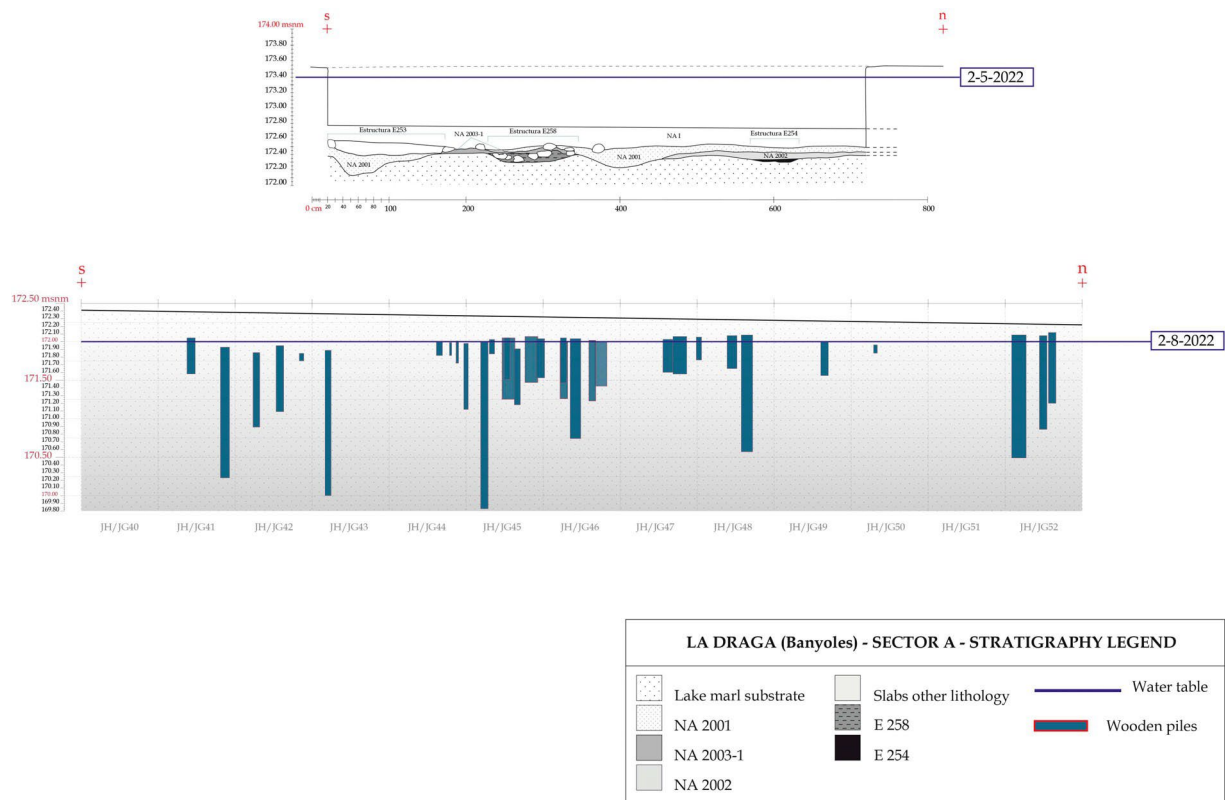 s
n
174.00 msnm
173.80
173.60
173.40
173.20
173.00
172.80
172.60
172.40
172.20
172.00
2-5-2022
Estructura E253
NA 2003-1
Estructura E258
NA I
Estructura E254
NA 2001
NA 2001
NA 2002
0 cm 20 40 60 80 100 200 400 600 800
s
n
172.50 msnm
172.40
172.30
172.20
172.10
172.00
171.90
171.80
171.70
171.60
171.50
171.40
171.30
171.20
171.10
171.00
170.90
170.80
170.70
170.60
170.50
170.40
170.30
170.20
170.10
170.00
169.90
169.80
2-8-2022
JH/JG40 JH/JG41 JH/JG42 JH/JG43 JH/JG44 JH/JG45 JH/JG46 JH/JG47 JH/JG48 JH/JG49 JH/JG50 JH/JG51 JH/JG52
LA DRAGA (Banyoles) - SECTOR A - STRATIGRAPHY LEGEND
Lake marl substrate
NA 2001
NA 2003-1
NA 2002
Slabs other lithology
E 258
E 254
Water table
Wooden piles